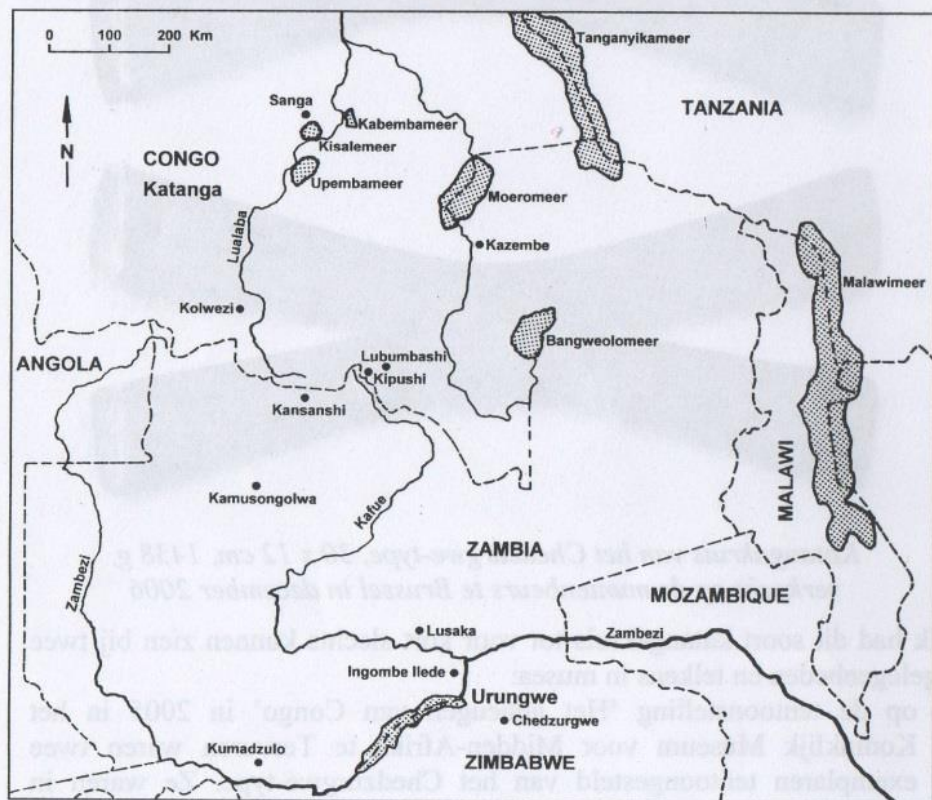 0 100 200 Km
Tanganyikameer
TANZANIA
Sanga
Kabembameer
N
Kisalemeer
CONGO
Katanga
Upembameer
Moeromeer
Lualaba
Kazembe
Malawimeer
Kolwezi
Bangweolomeer
ANGOLA
Lubumbashi
Kipushi
Kansanshi
MALAWI
Kamusongolwa
Kafue
ZAMBIA
Zambezi
MOZAMBIQUE
Lusaka
Zambezi
Ingombe Ilede
Urungwe
Chedzurgwe
Kumadzulo
ZIMBABWE